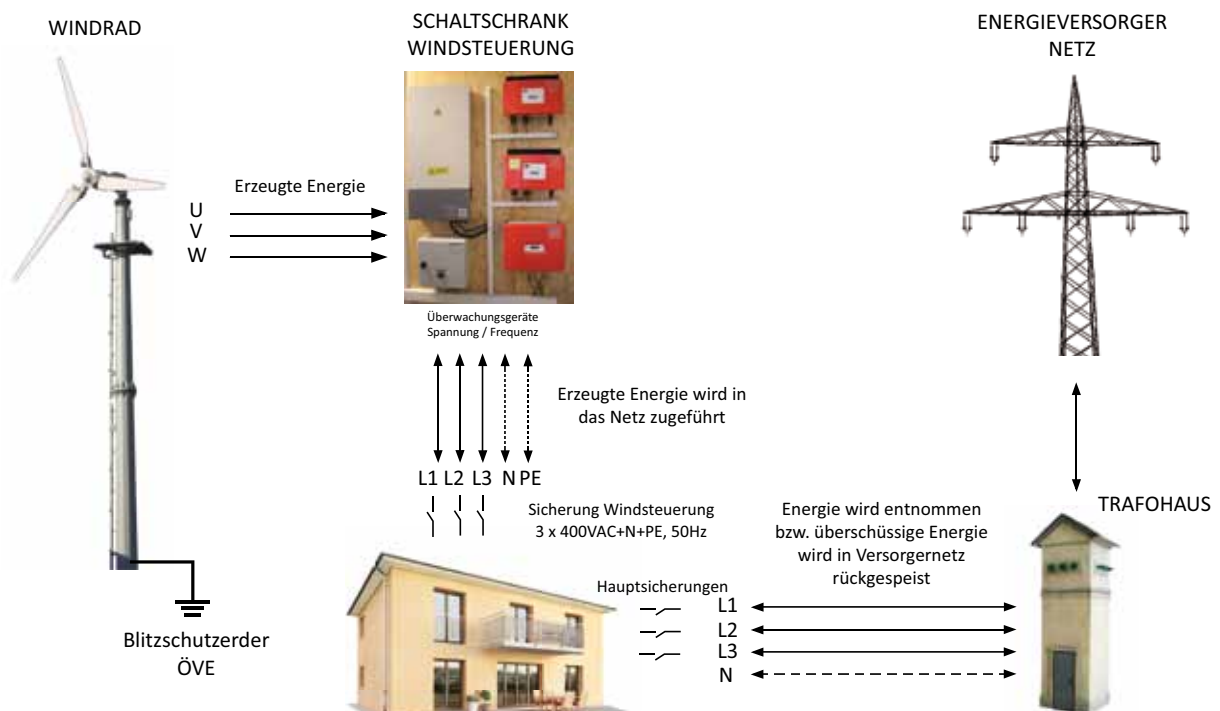 WINDRAD
SCHALTSCHRANK
WINDSTEUERUNG
ENERGIEVERSORGER
NETZ
Erzeugte Energie
U
V
W
Überwachungsgeräte
Spannung / Frequenz
Erzeugte Energie wird in
das Netz zugeführt
L1 L2 L3 N PE
Sicherung Windsteuerung
3 x 400VAC+N+PE, 50Hz
Energie wird entnommen
bzw. überschüssige Energie
wird in Versorgernetz
rückgespeist
TRAFOHAUS
Hauptsicherungen
L1
L2
L3
N
Blitzschutzerder
ÖVE